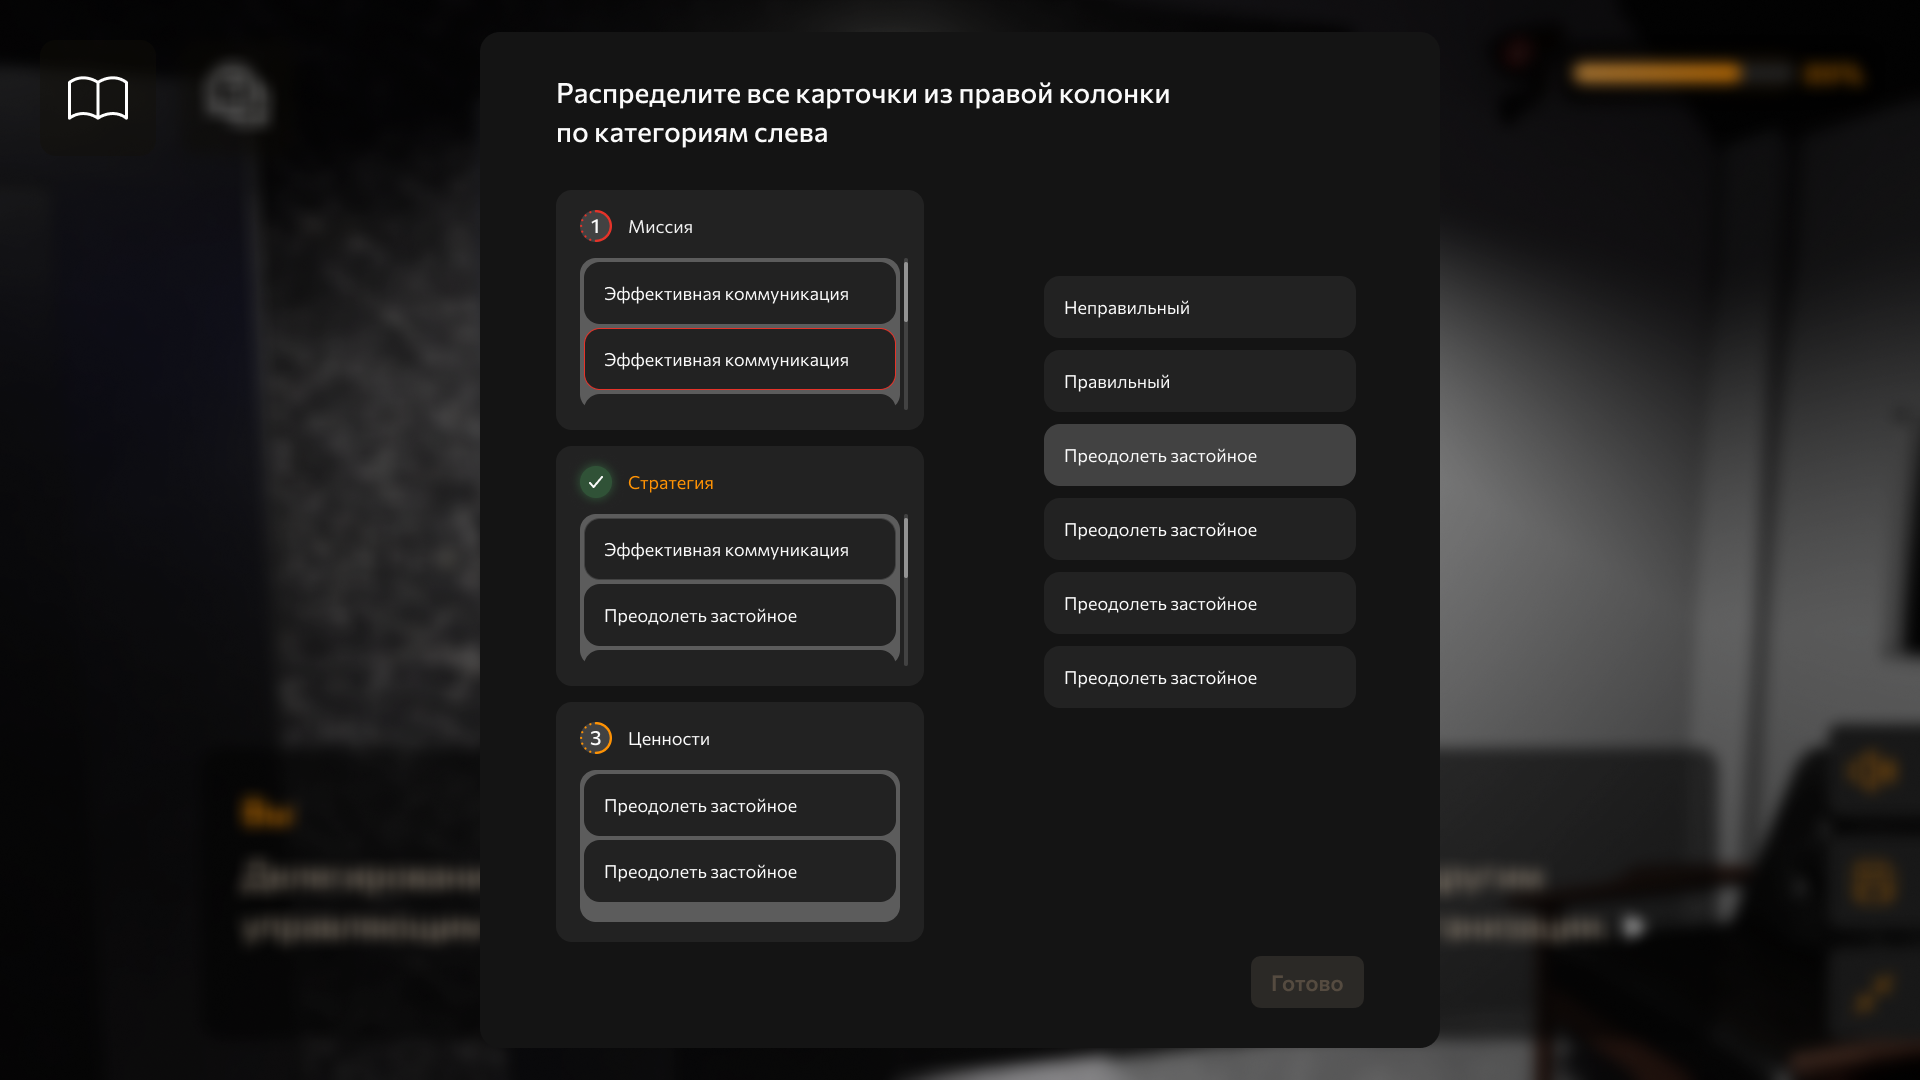 Распределите все карточки из правой колонки
по категориям слева
1 Миссия
Эффективная коммуникация
Эффективная коммуникация
Стратегия
Эффективная коммуникация
Преодолеть застойное
3 Ценности
Преодолеть застойное
Преодолеть застойное
Неправильный
Правильный
Преодолеть застойное
Преодолеть застойное
Преодолеть застойное
Преодолеть застойное
Готово
Вы